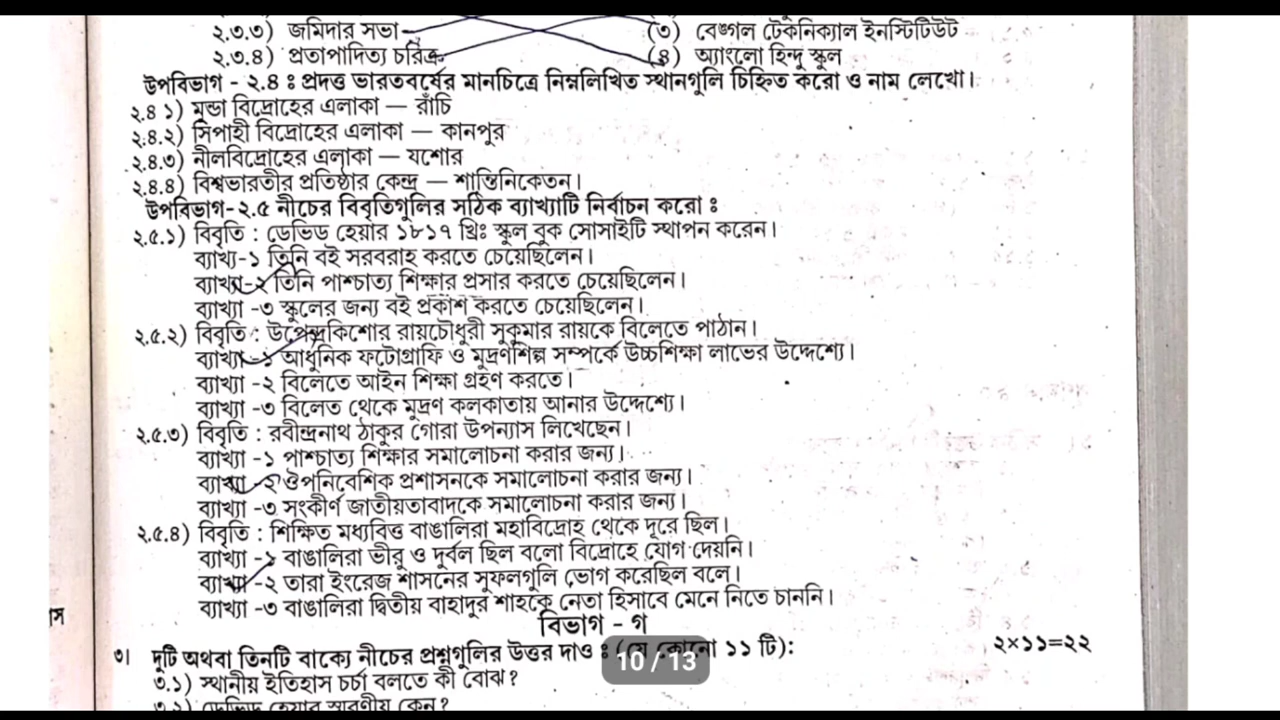 ২.৩.৩) জমিদার সভা (৩) বেঙ্গল টেকনিক্যাল ইনস্টিটিউট
২.৩.৪) প্রতাপাদিত্য চরিত্র (৪) অ্যাংলো হিন্দু স্কুল
উপবিভাগ - ২.৪ ঃ প্রদত্ত ভারতবর্ষের মানচিত্রে নিম্নলিখিত স্থানগুলি চিহ্নিত করো ও নাম লেখো।
২.৪ ১) মুন্ডা বিদ্রোহের এলাকা — রাঁচি
২.৪.২) সিপাহী বিদ্রোহের এলাকা — কানপুর
২.৪.৩) নীলবিদ্রোহের এলাকা — যশোর
২.৪.৪) বিশ্বভারতীর প্রতিষ্ঠার কেন্দ্র — শান্তিনিকেতন।
উপবিভাগ-২.৫ নীচের বিবৃতিগুলির সঠিক ব্যাখ্যাটি নির্বাচন করো ঃ
২.৫.১) বিবৃতি : ডেভিড হেয়ার ১৮১৭ খ্রিঃ স্কুল বুক সোসাইটি স্থাপন করেন।
ব্যাখ্য-১ তিনি বই সরবরাহ করতে চেয়েছিলেন।
ব্যাখ্যা-২ তিনি পাশ্চাত্য শিক্ষার প্রসার করতে চেয়েছিলেন।
ব্যাখ্যা -৩ স্কুলের জন্য বই প্রকাশ করতে চেয়েছিলেন।
২.৫.২) বিবৃতি : উপেন্দ্রকিশোর রায়চৌধুরী সুকুমার রায়কে বিলেতে পাঠান।
ব্যাখ্যা -১ আধুনিক ফটোগ্রাফি ও মুদ্রণশিল্প সম্পর্কে উচ্চশিক্ষা লাভের উদ্দেশ্যে।
ব্যাখ্যা -২ বিলেতে আইন শিক্ষা গ্রহণ করতে।
ব্যাখ্যা -৩ বিলেত থেকে মুদ্রণ কলকাতায় আনার উদ্দেশ্যে।
২.৫.৩) বিবৃতি : রবীন্দ্রনাথ ঠাকুর গোরা উপন্যাস লিখেছেন।
ব্যাখ্যা -১ পাশ্চাত্য শিক্ষার সমালোচনা করার জন্য।
ব্যাখ্যা -২ ঔপনিবেশিক প্রশাসনকে সমালোচনা করার জন্য।
ব্যাখ্যা -৩ সংকীর্ণ জাতীয়তাবাদকে সমালোচনা করার জন্য।
২.৫.৪) বিবৃতি : শিক্ষিত মধ্যবিত্ত বাঙালিরা মহাবিদ্রোহ থেকে দূরে ছিল।
ব্যাখ্যা -১ বাঙালিরা ভীরু ও দুর্বল ছিল বলো বিদ্রোহে যোগ দেয়নি।
ব্যাখ্যা -২ তারা ইংরেজ শাসনের সুফলগুলি ভোগ করেছিল বলে।
ব্যাখ্যা -৩ বাঙালিরা দ্বিতীয় বাহাদুর শাহকে নেতা হিসাবে মেনে নিতে চাননি।
বিভাগ - গ
৩। দুটি অথবা তিনটি বাক্যে নীচের প্রশ্নগুলির উত্তর দাও ঃ (যে কোনো ১১ টি): ২×১১=২২
10 / 13
৩.১) স্থানীয় ইতিহাস চর্চা বলতে কী বোঝ?
৩.২) ডেভিড হেয়ার স্মরণীয় কেন?